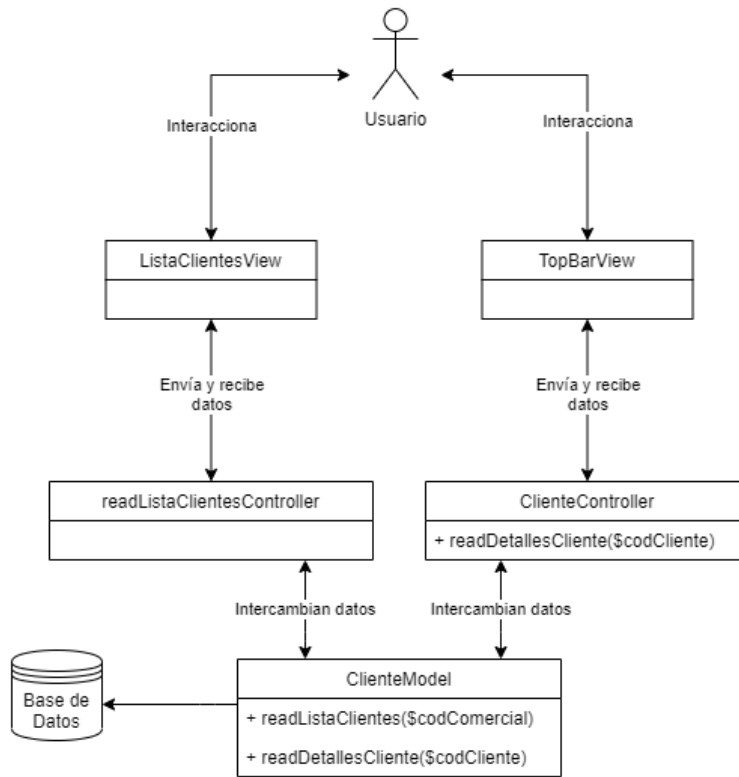 Usuario
Interacciona
Interacciona
ListaClientesView
TopBarView
Envía y recibe
datos
Envía y recibe
datos
readListaClientesController
ClienteController
+ readDetallesCliente($codCliente)
Intercambian datos
Intercambian datos
Base de
Datos
ClienteModel
+ readListaClientes($codComercial)
+ readDetallesCliente($codCliente)